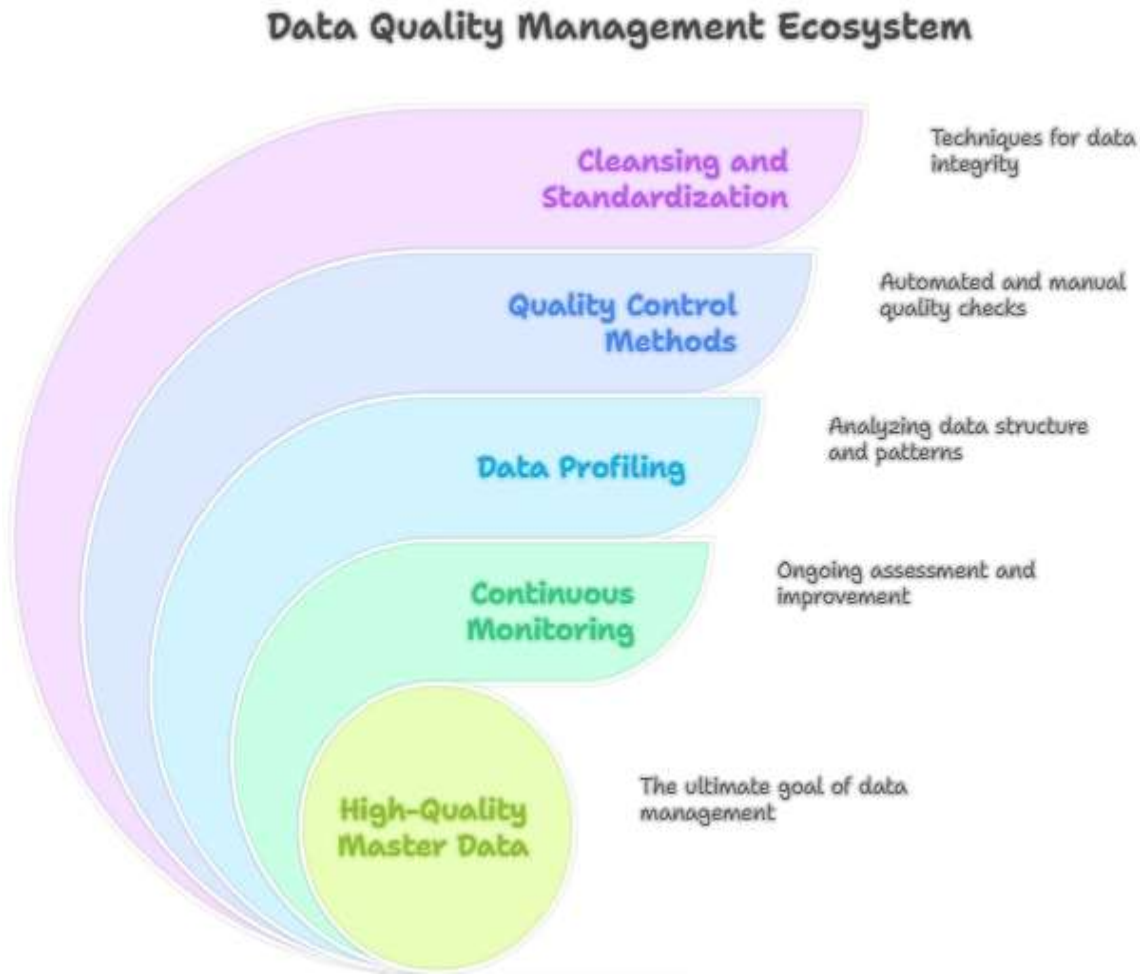 Data Quality Management Ecosystem
Cleansing and
Standardization
Techniques for data
integrity
Quality Control
Methods
Automated and manual
quality checks
Data Profiling
Analyzing data structure
and patterns
Continuous
Monitoring
Ongoing assessment and
improvement
High-Quality
Master Data
The ultimate goal of data
management